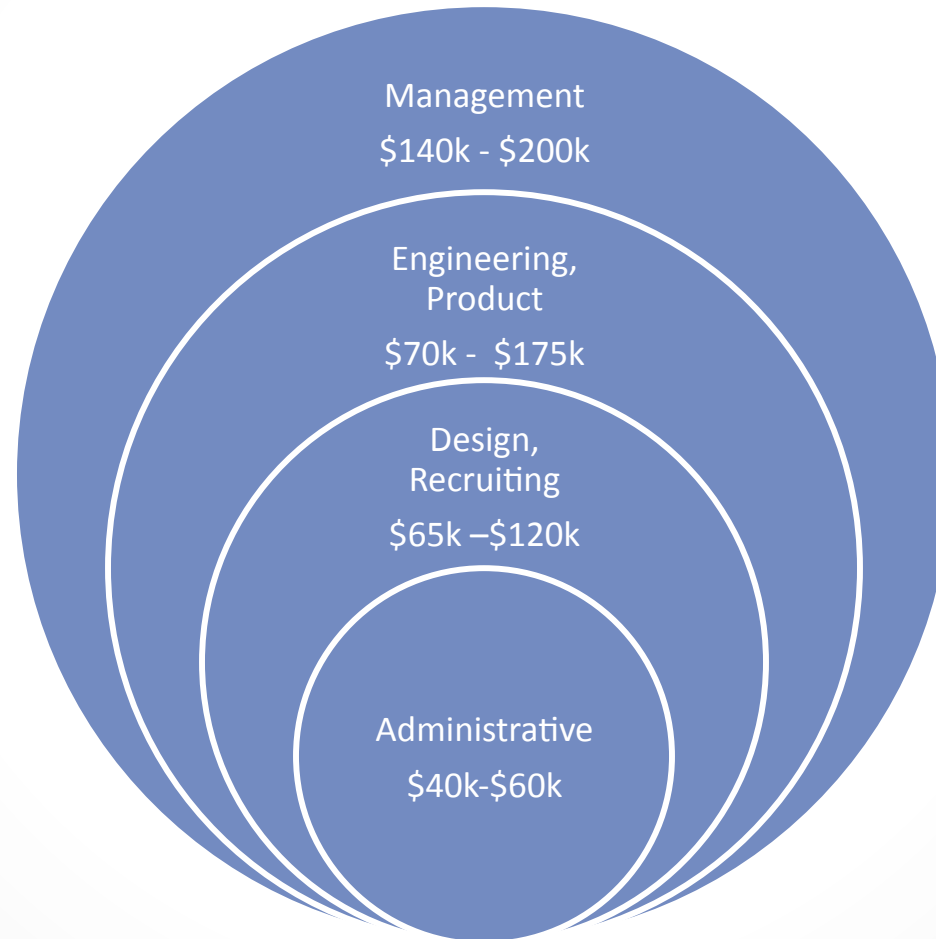 Management
$140k - $200k
Engineering,
Product
$70k -  $175k
Design,
Recruiting
$65k –$120k
Administrative
$40k-$60k